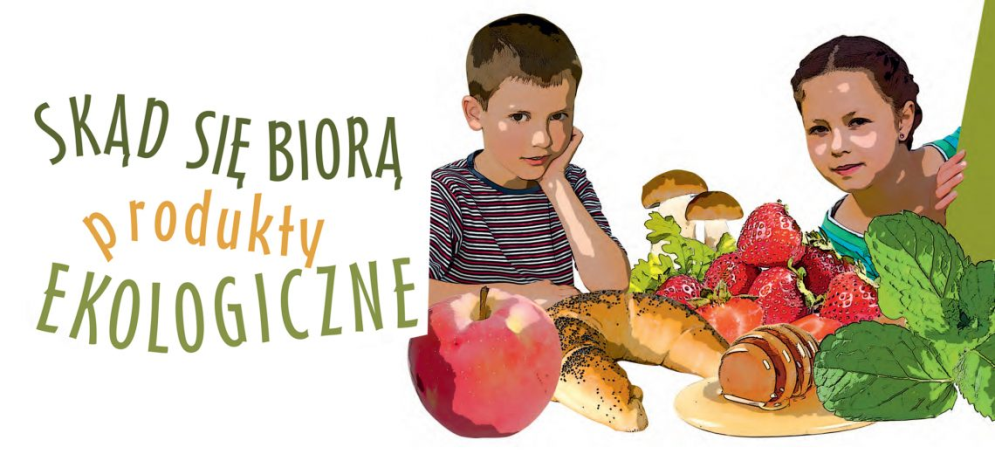 SKĄD SIĘ BIORĄ
produkty
EKOLOGICZNE